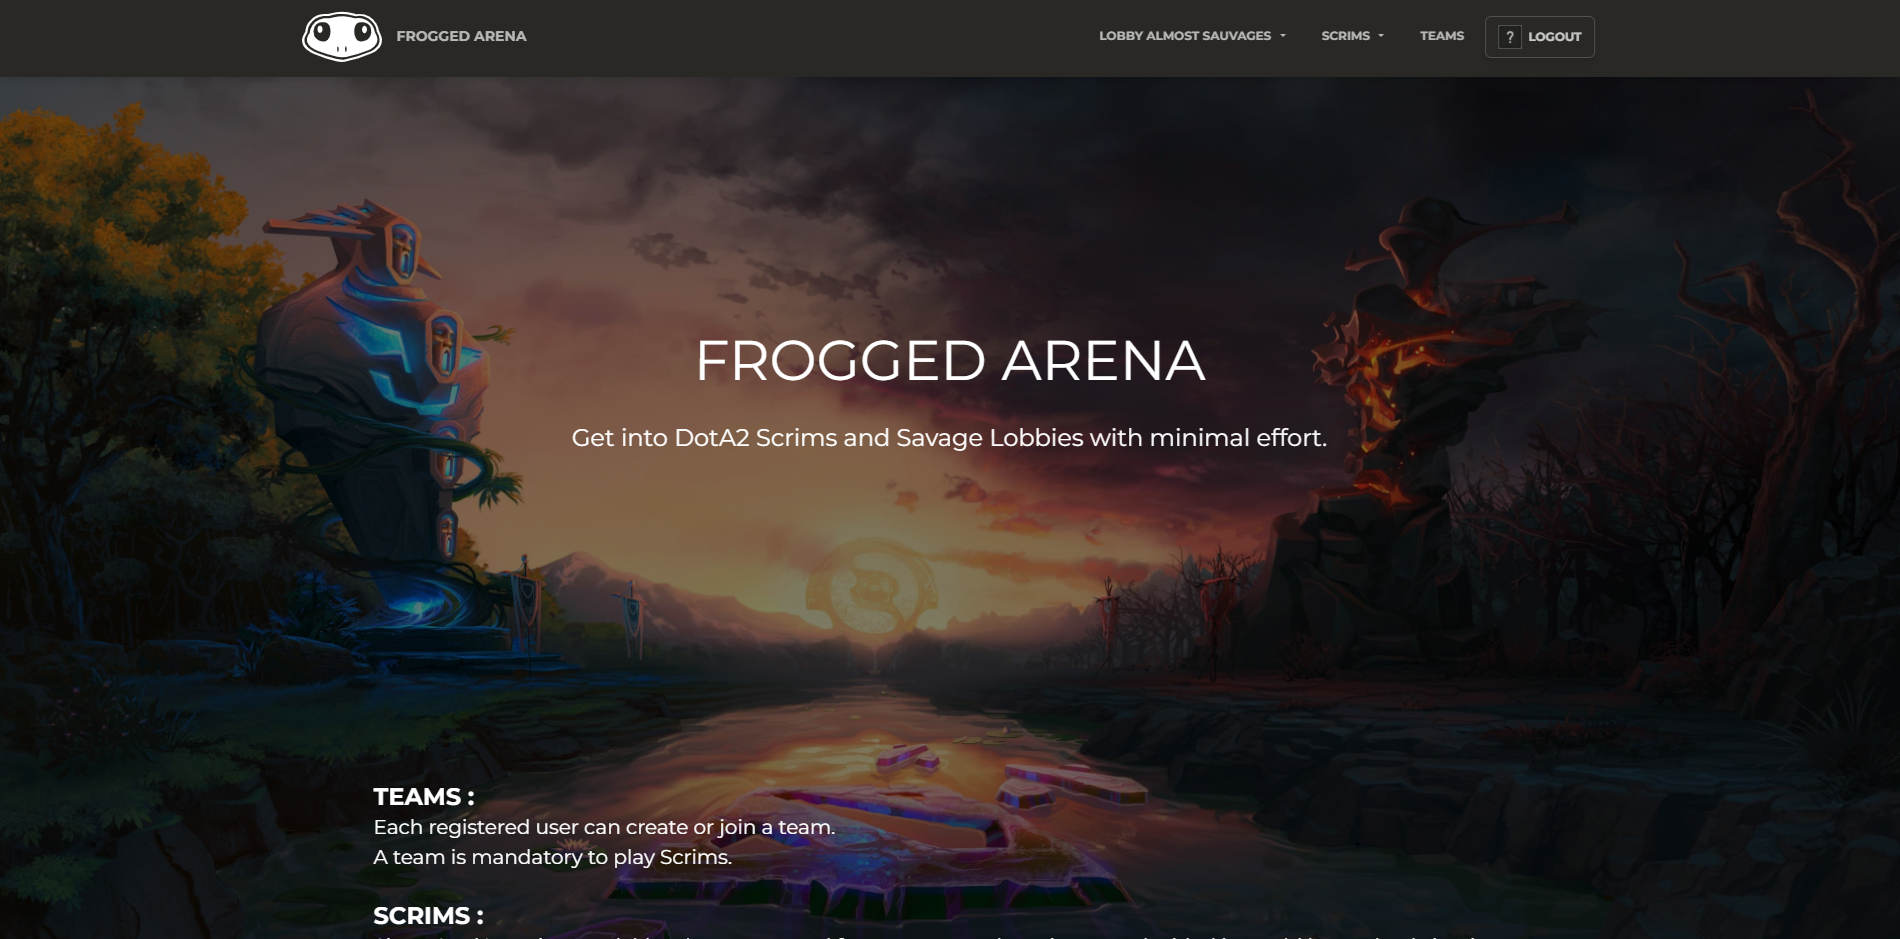 FROGGED ARENA
LOBBY ALMOST SAUVAGES
SCRIMS
TEAMS
? LOGOUT
FROGGED ARENA
Get into DotA2 Scrims and Savage Lobbies with minimal effort.
TEAMS :
Each registered user can create or join a team.
A team is mandatory to play Scrims.
SCRIMS :